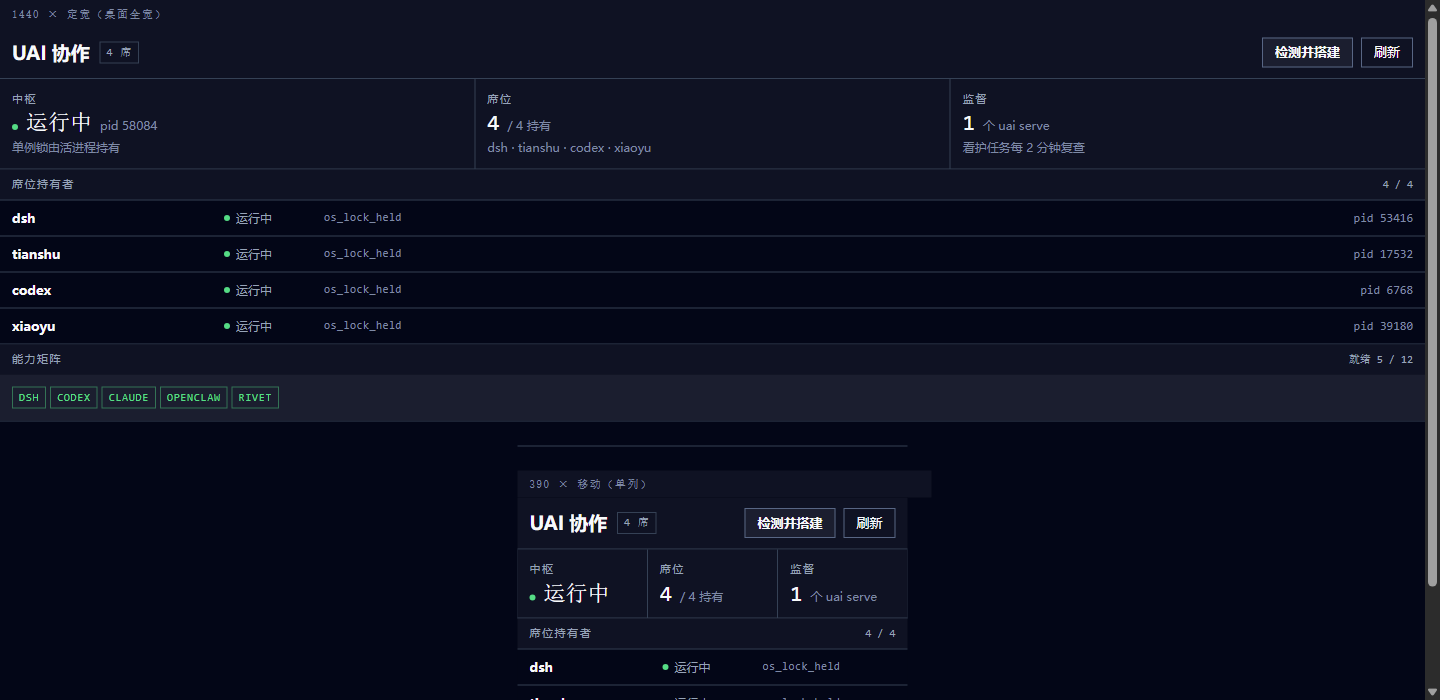 1440 × 定宽（桌面全宽）
UAI 协作 4 席 检测并搭建 刷新
中枢 席位 监督
运行中 pid 58084 4 / 4 持有 1 个 uai serve
单例锁由活进程持有 dsh · tianshu · codex · xiaoyu 看护任务每 2 分钟复查
席位持有者 4 / 4
dsh 运行中 os_lock_held pid 53416
tianshu 运行中 os_lock_held pid 17532
codex 运行中 os_lock_held pid 6768
xiaoyu 运行中 os_lock_held pid 39180
能力矩阵 就绪 5 / 12
DSH CODEX CLAUDE OPENCLAW RIVET
390 × 移动（单列）
UAI 协作 4 席 检测并搭建 刷新
中枢 席位 监督
运行中 4 / 4 持有 1 个 uai serve
席位持有者 4 / 4
dsh 运行中 os_lock_held